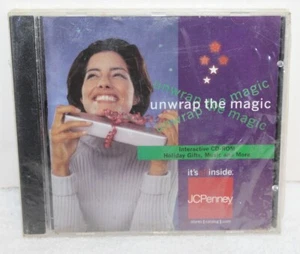 unwrap the magic
unwrap the magic
unwrap the magic
Interactive CD-ROM
Holiday Gifts, Music and More
it's inside.
JCPenney